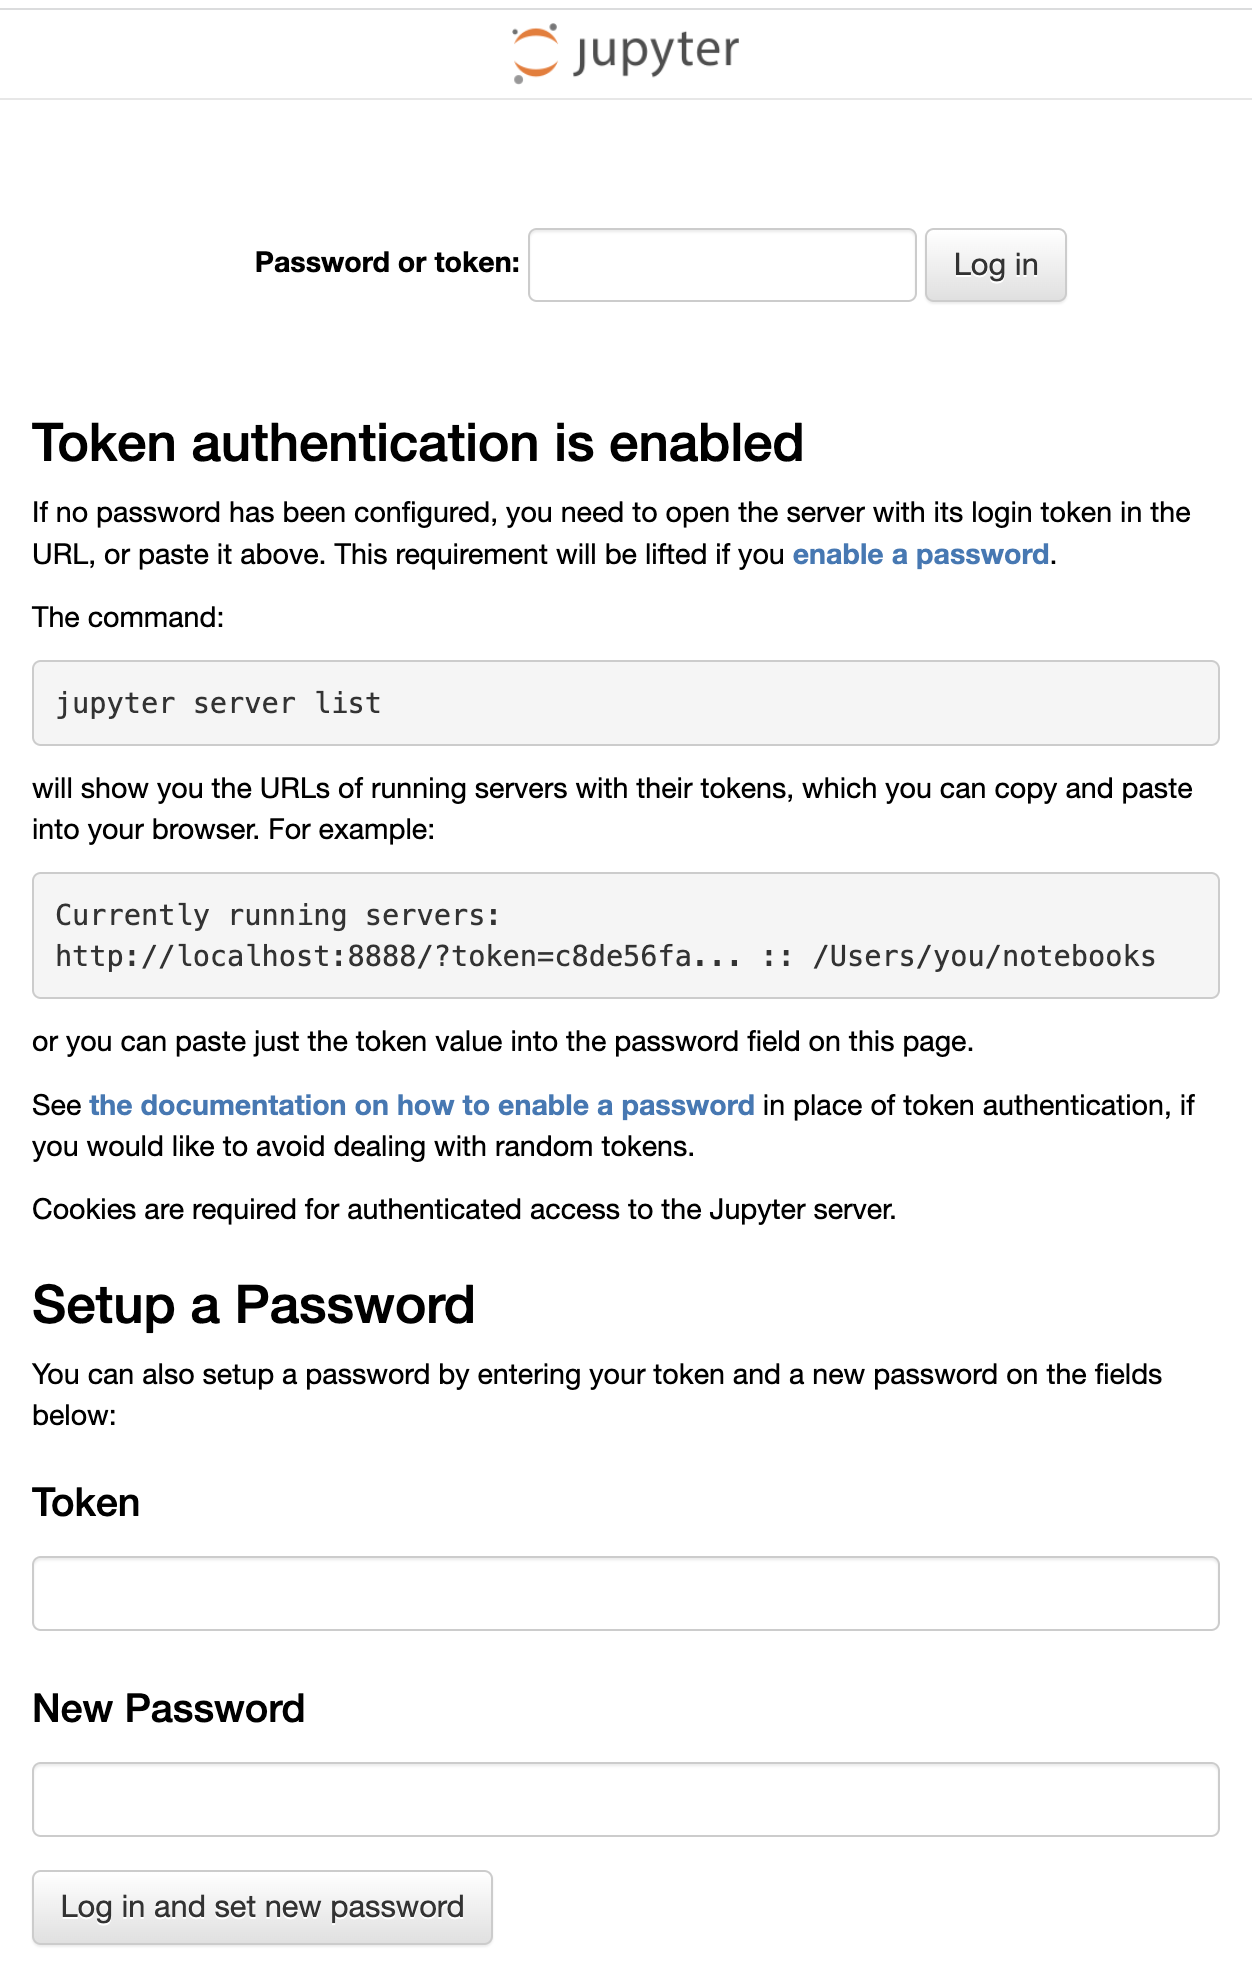 jupyter
Password or token:
Log in
Token authentication is enabled
If no password has been configured, you need to open the server with its login token in the
URL, or paste it above. This requirement will be lifted if you enable a password.
The command:
jupyter server list
will show you the URLs of running servers with their tokens, which you can copy and paste
into your browser. For example:
Currently running servers:
http://localhost:8888/?token=c8de56fa... :: /Users/you/notebooks
or you can paste just the token value into the password field on this page.
See the documentation on how to enable a password in place of token authentication, if
you would like to avoid dealing with random tokens.
Cookies are required for authenticated access to the Jupyter server.
Setup a Password
You can also setup a password by entering your token and a new password on the fields
below:
Token
New Password
Log in and set new password